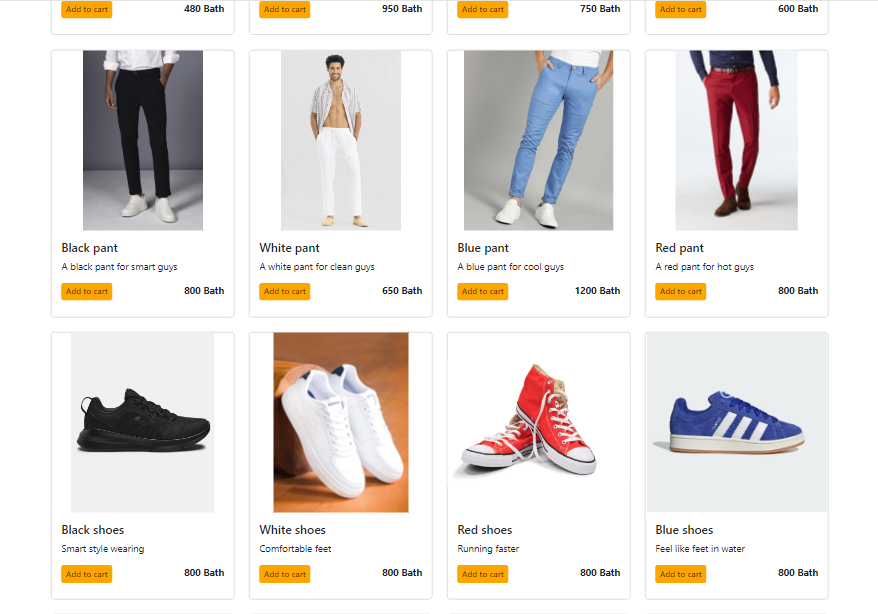 Add to cart 480 Bath
Add to cart 950 Bath
Add to cart 750 Bath
Add to cart 600 Bath
Black pant
A black pant for smart guys
Add to cart 800 Bath
White pant
A white pant for clean guys
Add to cart 650 Bath
Blue pant
A blue pant for cool guys
Add to cart 1200 Bath
Red pant
A red pant for hot guys
Add to cart 800 Bath
Black shoes
Smart style wearing
Add to cart 800 Bath
White shoes
Comfortable feet
Add to cart 800 Bath
Red shoes
Running faster
Add to cart 800 Bath
Blue shoes
Feel like feet in water
Add to cart 800 Bath